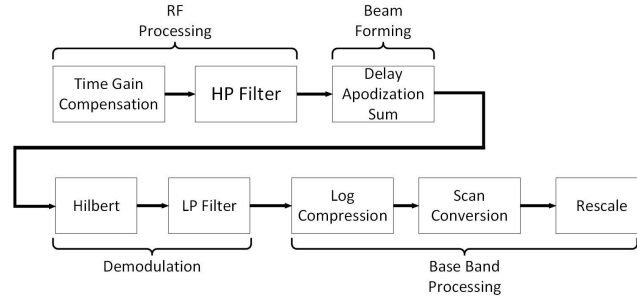 RF
Processing
Beam
Forming
Time Gain
Compensation
HP Filter
Delay
Apodization
Sum
Hilbert
LP Filter
Log
Compression
Scan
Conversion
Rescale
Demodulation
Base Band
Processing